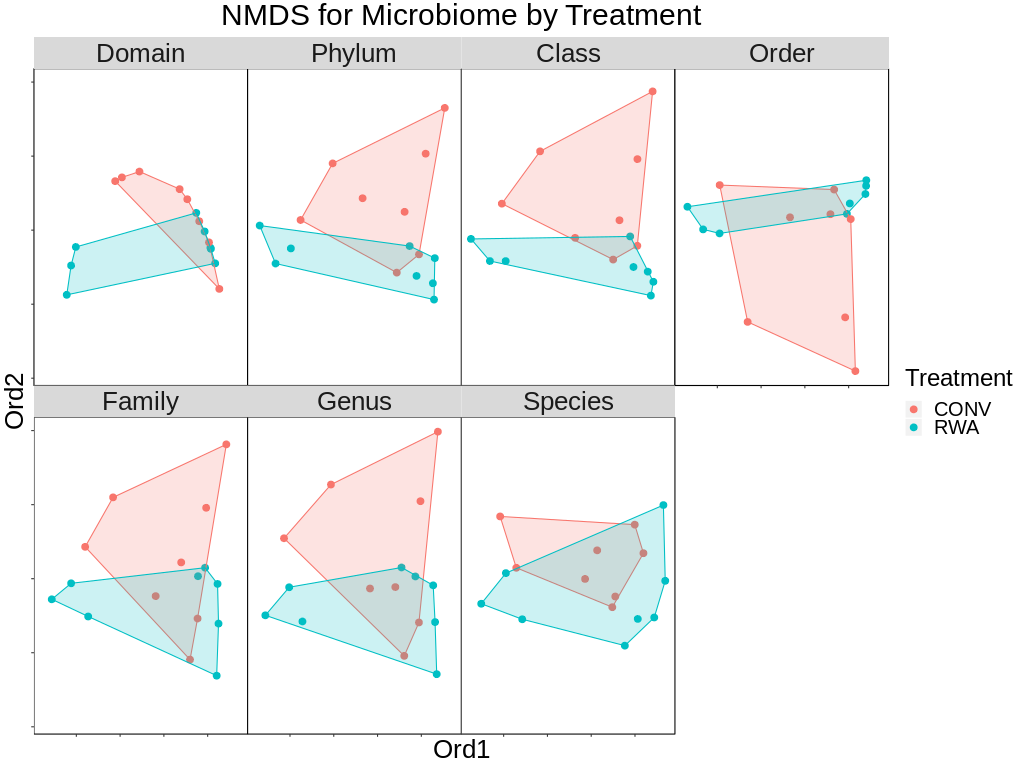 NMDS for Microbiome by Treatment
Domain
Phylum
Class
Order
Family
Genus
Species
Ord2
Ord1
Treatment
CONV
RWA